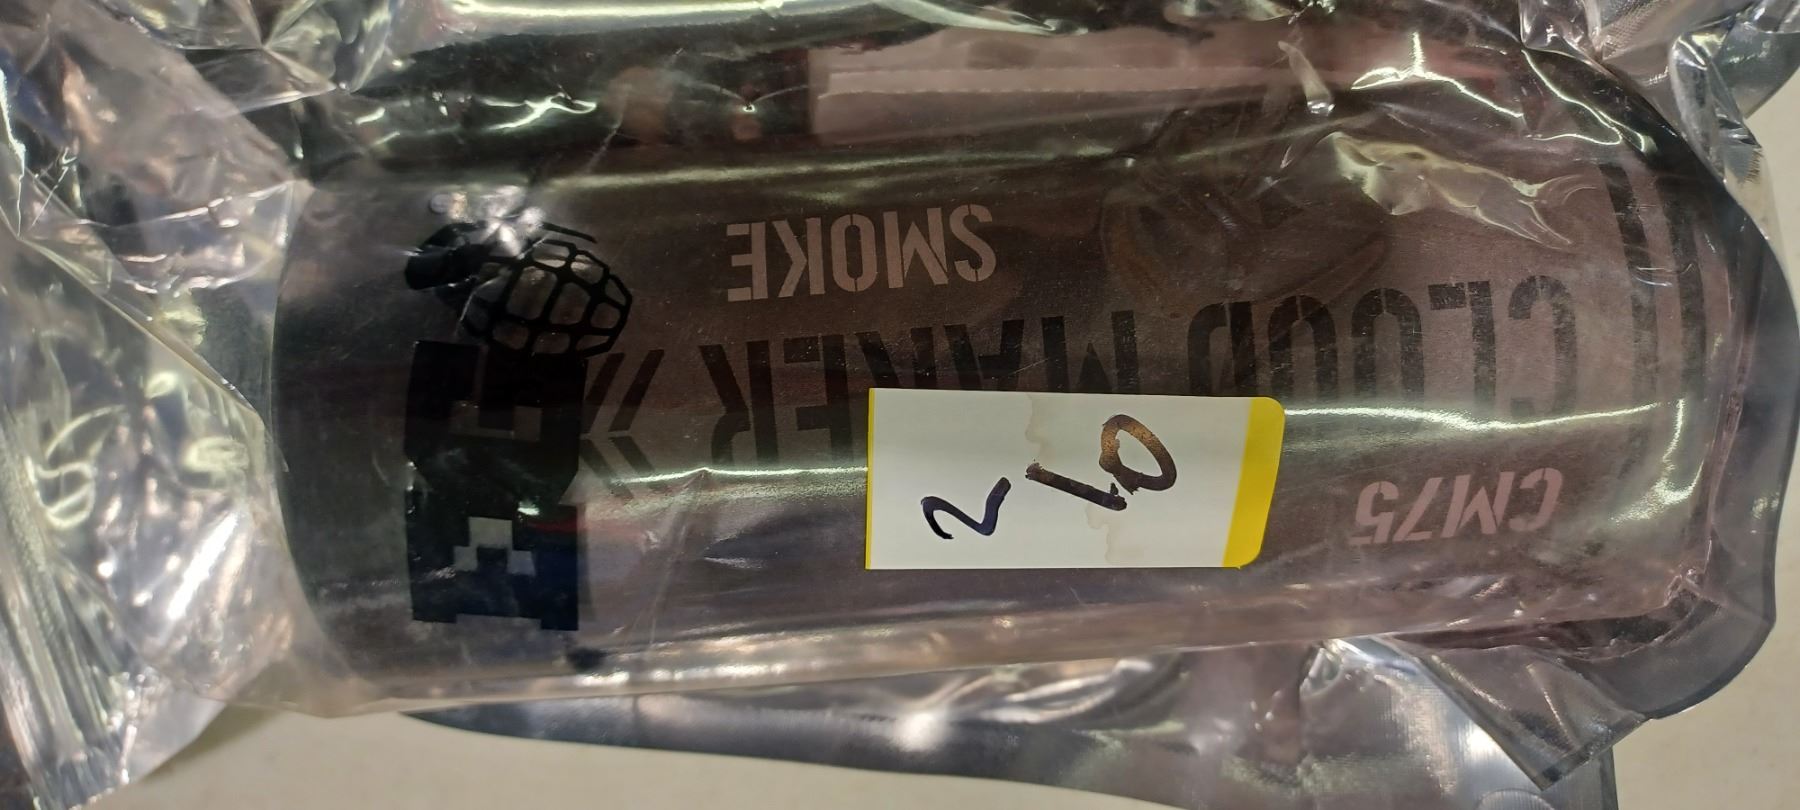 CM75
CLOUD MAKER >>
SMOKE
210